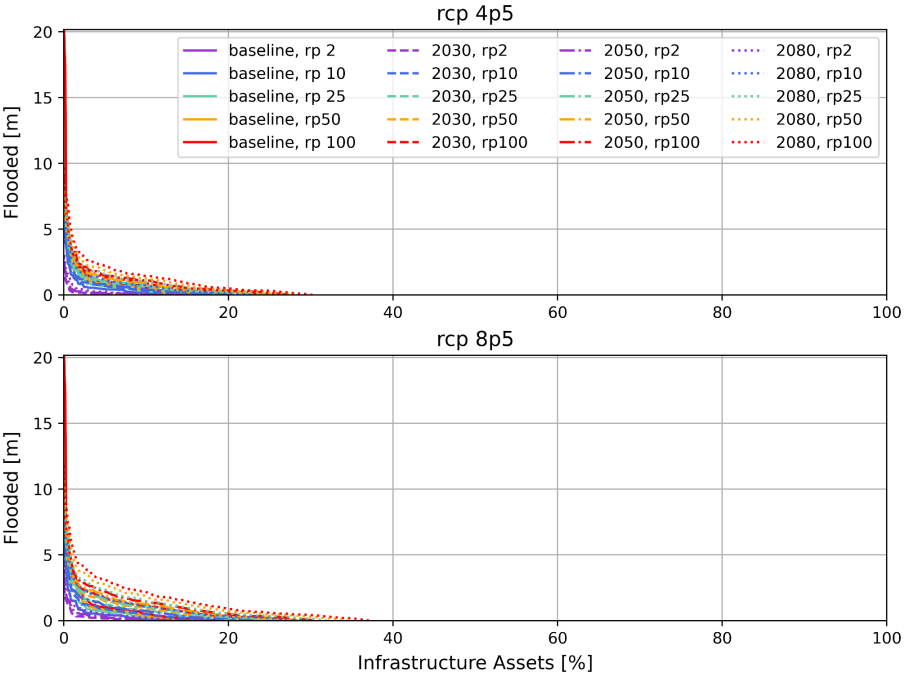 rcp 4p5
20
15
10
5
0
Flooded [m]
baseline, rp 2 2030, rp2 2050, rp2 2080, rp2
baseline, rp 10 2030, rp10 2050, rp10 2080, rp10
baseline, rp 25 2030, rp25 2050, rp25 2080, rp25
baseline, rp50 2030, rp50 2050, rp50 2080, rp50
baseline, rp 100 2030, rp100 2050, rp100 2080, rp100
0 20 40 60 80 100
rcp 8p5
20
15
10
5
0
Flooded [m]
0 20 40 60 80 100
Infrastructure Assets [%]